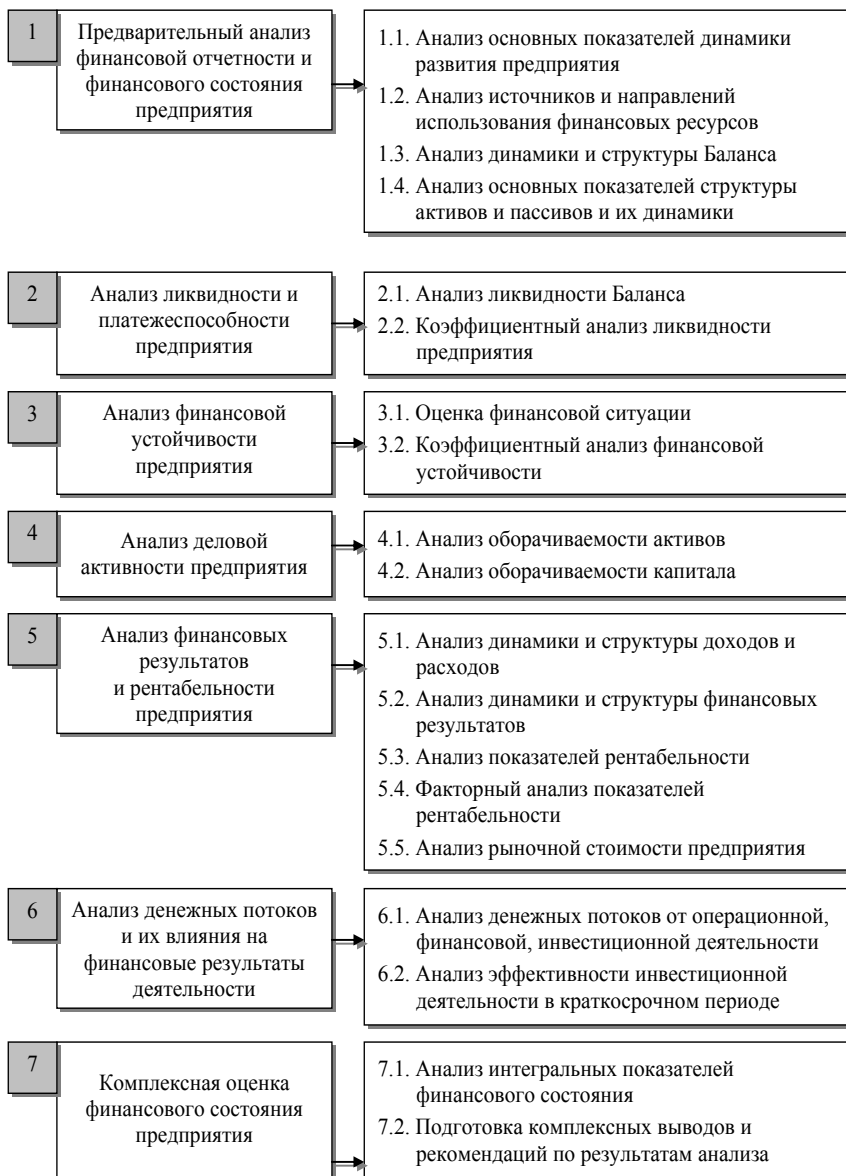 1
Предварительный анализ
финансовой отчетности и
финансового состояния
предприятия
1.1. Анализ основных показателей динамики
развития предприятия
1.2. Анализ источников и направлений
использования финансовых ресурсов
1.3. Анализ динамики и структуры Баланса
1.4. Анализ основных показателей структуры
активов и пассивов и их динамики
2
Анализ ликвидности и
платежеспособности
предприятия
2.1. Анализ ликвидности Баланса
2.2. Коэффициентный анализ ликвидности
предприятия
3
Анализ финансовой
устойчивости
предприятия
3.1. Оценка финансовой ситуации
3.2. Коэффициентный анализ финансовой
устойчивости
4
Анализ деловой
активности предприятия
4.1. Анализ оборачиваемости активов
4.2. Анализ оборачиваемости капитала
5
Анализ финансовых
результатов
и рентабельности
предприятия
5.1. Анализ динамики и структуры доходов и
расходов
5.2. Анализ динамики и структуры финансовых
результатов
5.3. Анализ показателей рентабельности
5.4. Факторный анализ показателей
рентабельности
5.5. Анализ рыночной стоимости предприятия
6
Анализ денежных потоков
и их влияния на
финансовые результаты
деятельности
6.1. Анализ денежных потоков от операционной,
финансовой, инвестиционной деятельности
6.2. Анализ эффективности инвестиционной
деятельности в краткосрочном периоде
7
Комплексная оценка
финансового состояния
предприятия
7.1. Анализ интегральных показателей
финансового состояния
7.2. Подготовка комплексных выводов и
рекомендаций по результатам анализа